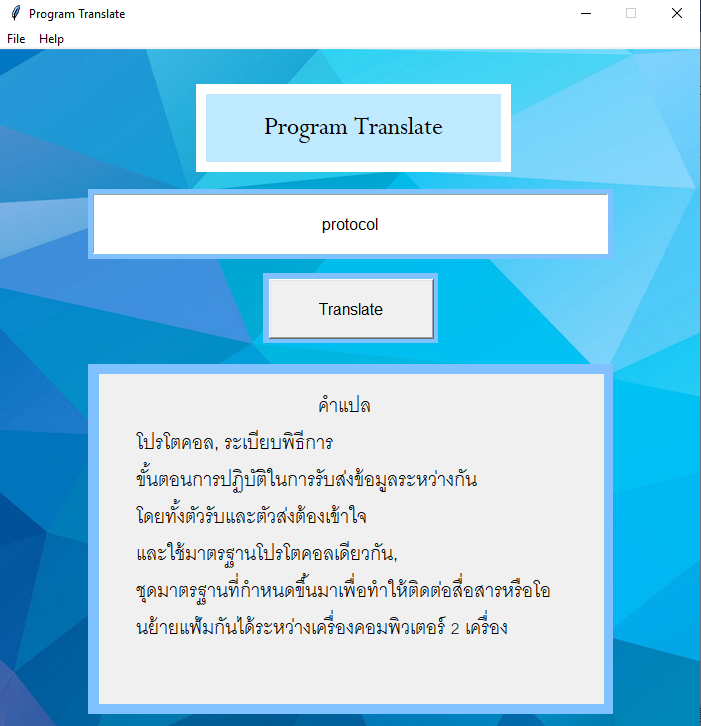 Program Translate
File Help
Program Translate
protocol
Translate
คำแปล
โปรโตคอล, ระเบียบพิธีการ
ขั้นตอนการปฏิบัติในการรับส่งข้อมูลระหว่างกัน
โดยทั้งตัวรับและตัวส่งต้องเข้าใจ
และใช้มาตรฐานโปรโตคอลเดียวกัน,
ชุดมาตรฐานที่กำหนดขึ้นมาเพื่อทำให้ติดต่อสื่อสารหรือโอ
นย้ายแฟ้มกันได้ระหว่างเครื่องคอมพิวเตอร์ 2 เครื่อง